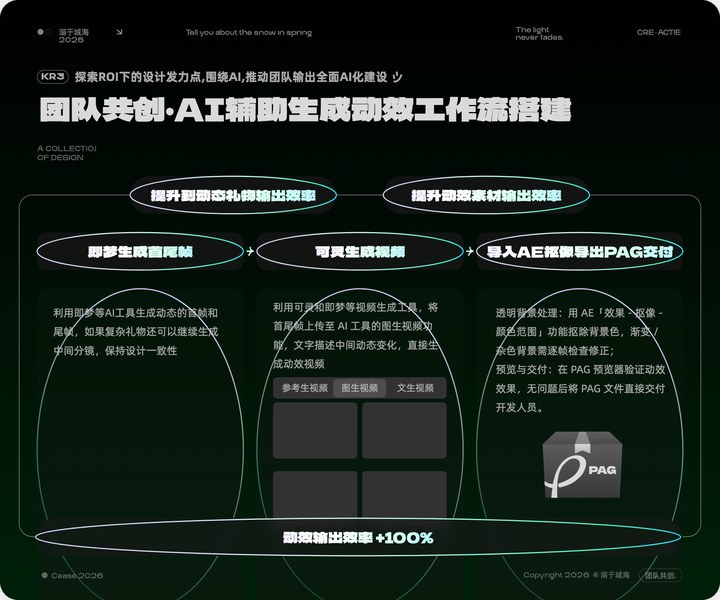 溺于城海
2026
Tell you about the snow in spring
The light
never fades.
CRE-ACTIE
KR3 探索ROI下的设计发力点,围绕AI,推动团队输出全面AI化建设
团队共创·AI辅助生成动效工作流搭建
A COLLECTIO
OF DESIGN
提升到动态礼物输出效率
提升动效素材输出效率
即梦生成首尾帧
可灵生成视频
导入AE抠像导出PAG交付
利用即梦等AI工具生成动态的首帧和
尾帧，如果复杂礼物还可以继续生成
中间分镜，保持设计一致性
利用可灵和即梦等视频生成工具，将
首尾帧上传至 AI 工具的图生视频功
能，文字描述中间动态变化，直接生
成动效视频
参考生视频 图生视频 文生视频
透明背景处理：用 AE「效果 - 抠像 -
颜色范围」功能抠除背景色，渐变 /
杂色背景需逐帧检查修正；
预览与交付：在 PAG 预览器验证动效
效果，无问题后将 PAG 文件直接交付
开发人员。
PAG
动效输出效率 +100%
Cease 2026
Copyright 2026 ® 溺于城海
团队共创.